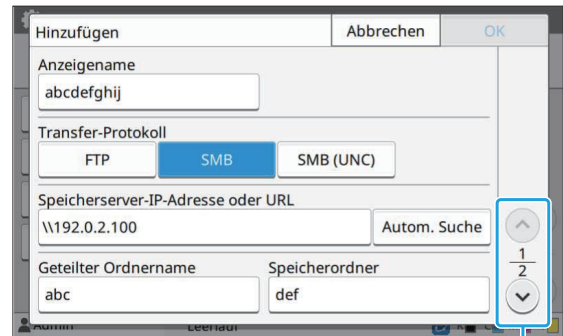 Hinzufügen Abbrechen OK
Anzeigename
abcdefghij
Transfer-Protokoll
FTP SMB SMB (UNC)
Speicherserver-IP-Adresse oder URL
\\192.0.2.100 Autom. Suche
Geteilter Ordnername Speicherordner
1
2
abc def
Admin Leerlauf